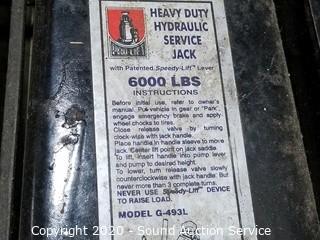 HEAVY DUTY
HYDRAULIC
SERVICE
JACK
PRO-LIFT
with Patented Speedy-Lift Lever
6000 LBS
INSTRUCTIONS
Before initial use, refer to owner's
manual. Put vehicle in gear or "Park",
engage emergency brake and apply
wheel chocks to tires.
Close release valve by turning
clock-wise with jack handle.
Place handle in handle sleeve to move
jack. Center lift point on jack saddle.
To lift, insert handle into pump lever
and pump to desired height.
To lower, turn release valve slowly
counterclockwise with jack handle. But
never more than 3 complete turns.
NEVER USE Speedy-Lift DEVICE
TO RAISE LOAD.
MODEL G-493L
Copyright 2020 - Sound Auction Service